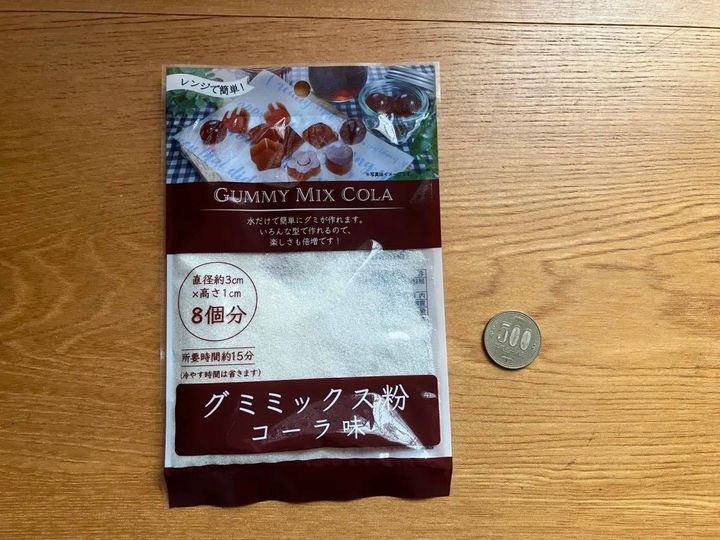 レンジで簡単!
※写真はイメージです。
GUMMY MIX COLA
水だけで簡単にグミが作れます。
いろんな型で作れるので、
楽しさも倍増です!
直径約3cm
×高さ1cm
8個分
所要時間約15分
(冷やす時間は省きます)
グミミックス粉
コーラ味
500